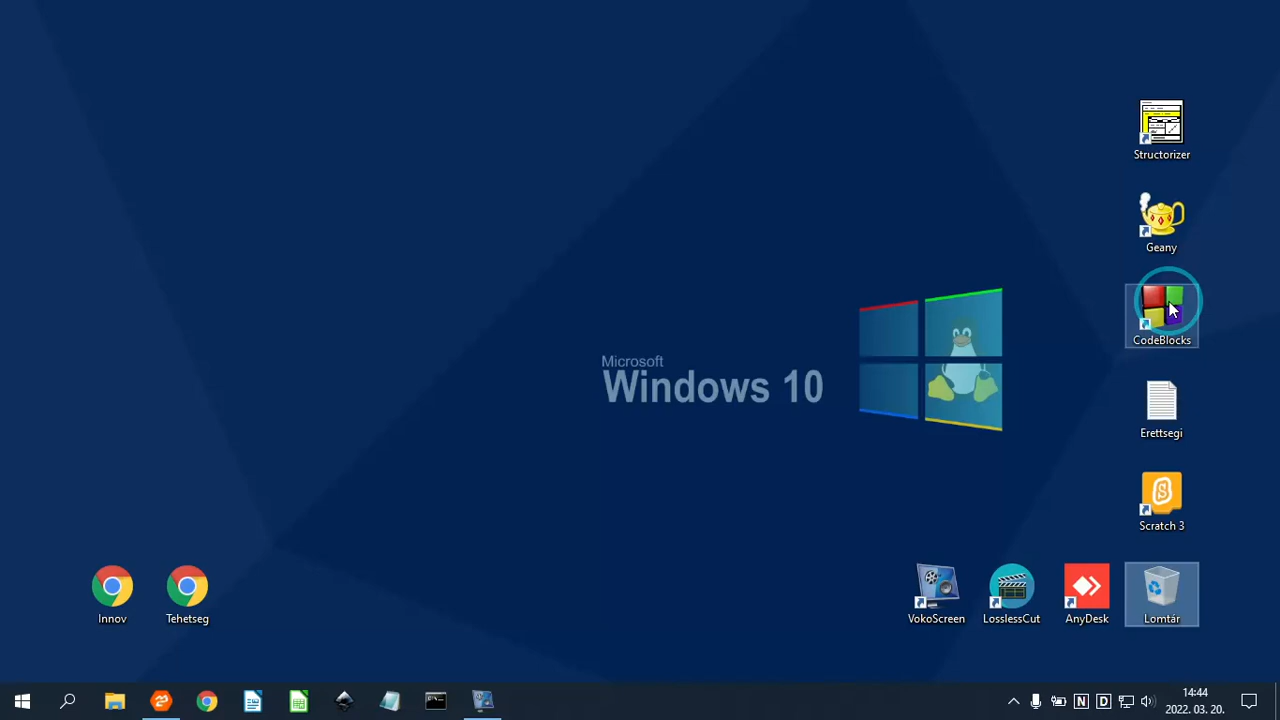 Structorizer
Geany
CodeBlocks
Microsoft
Windows 10
Erettsegi
Scratch 3
Innov
Tehetseg
VokoScreen
LosslessCut
AnyDesk
Lomtár
14:44
2022. 03. 20.